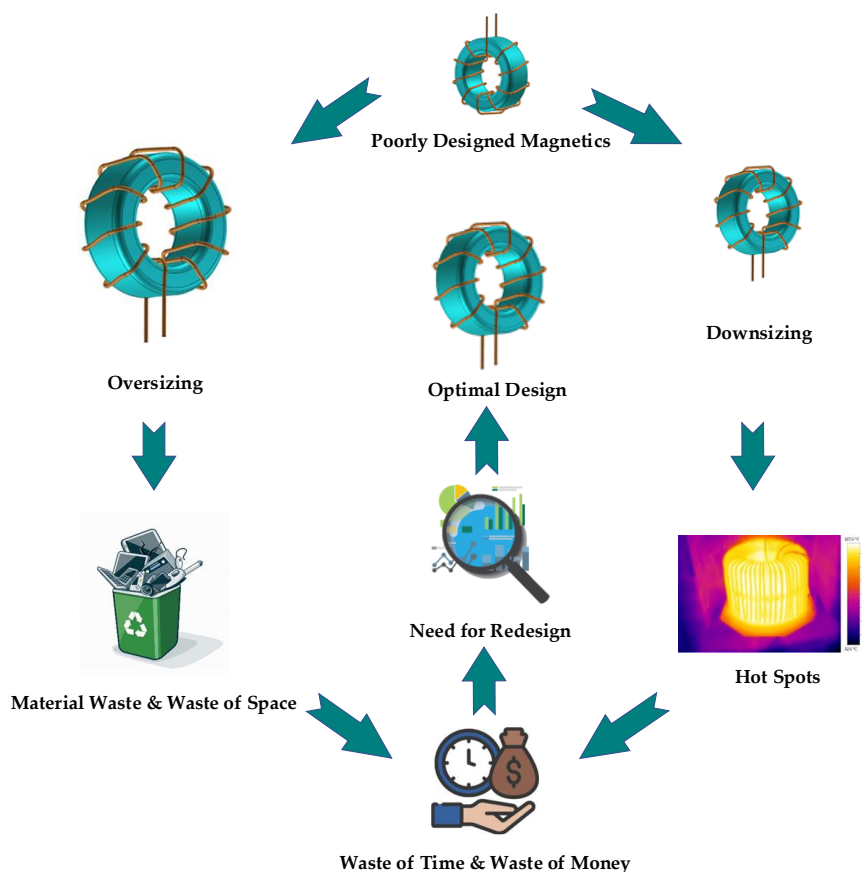 Poorly Designed Magnetics
Downsizing
Oversizing
Optimal Design
Need for Redesign
Hot Spots
Material Waste & Waste of Space
$
Waste of Time & Waste of Money